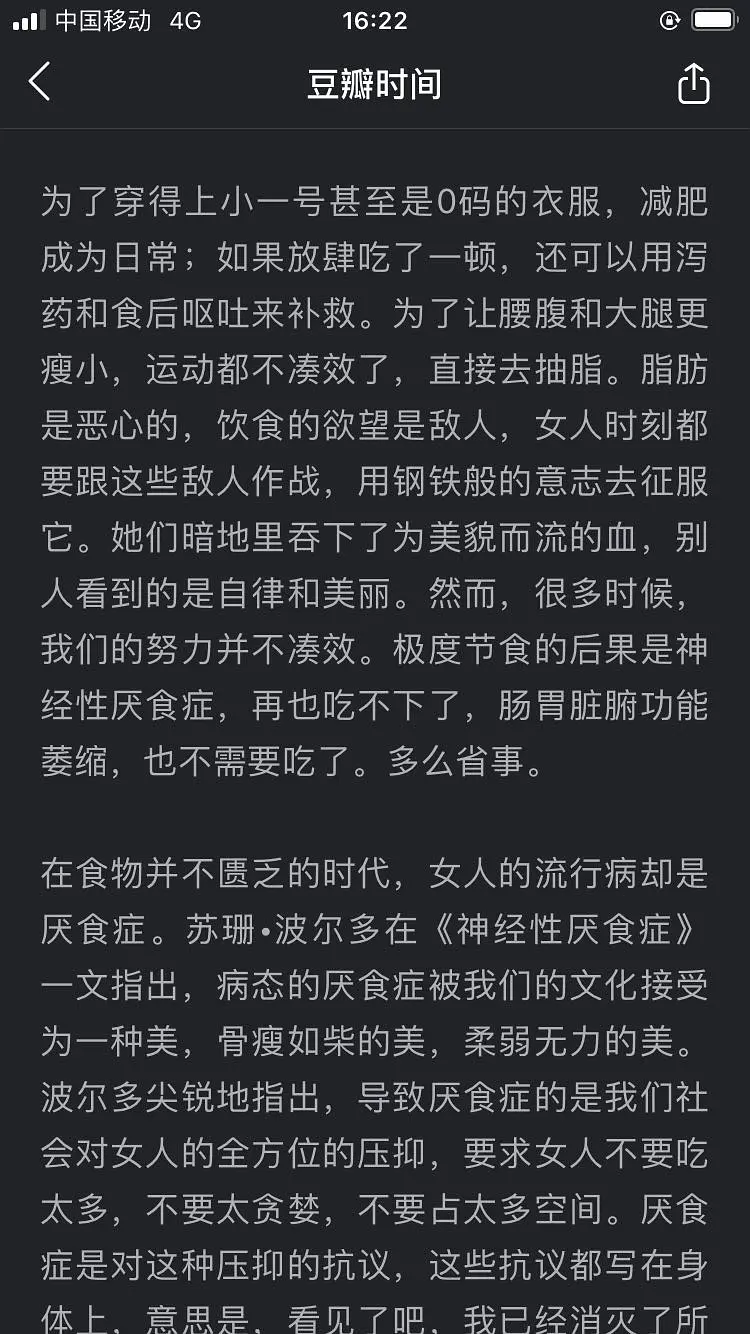 中国移动 4G 16:22
豆瓣时间
为了穿得上小一号甚至是0码的衣服，减肥
成为日常；如果放肆吃了一顿，还可以用泻
药和食后呕吐来补救。为了让腰腹和大腿更
瘦小，运动都不凑效了，直接去抽脂。脂肪
是恶心的，饮食的欲望是敌人，女人时刻都
要跟这些敌人作战，用钢铁般的意志去征服
它。她们暗地里吞下了为美貌而流的血，别
人看到的是自律和美丽。然而，很多时候，
我们的努力并不凑效。极度节食的后果是神
经性厌食症，再也吃不下了，肠胃脏腑功能
萎缩，也不需要吃了。多么省事。
在食物并不匮乏的时代，女人的流行病却是
厌食症。苏珊•波尔多在《神经性厌食症》
一文指出，病态的厌食症被我们的文化接受
为一种美，骨瘦如柴的美，柔弱无力的美。
波尔多尖锐地指出，导致厌食症的是我们社
会对女人的全方位的压抑，要求女人不要吃
太多，不要太贪婪，不要占太多空间。厌食
症是对这种压抑的抗议，这些抗议都写在身
体上，意思是，看见了吧，我已经消灭了所